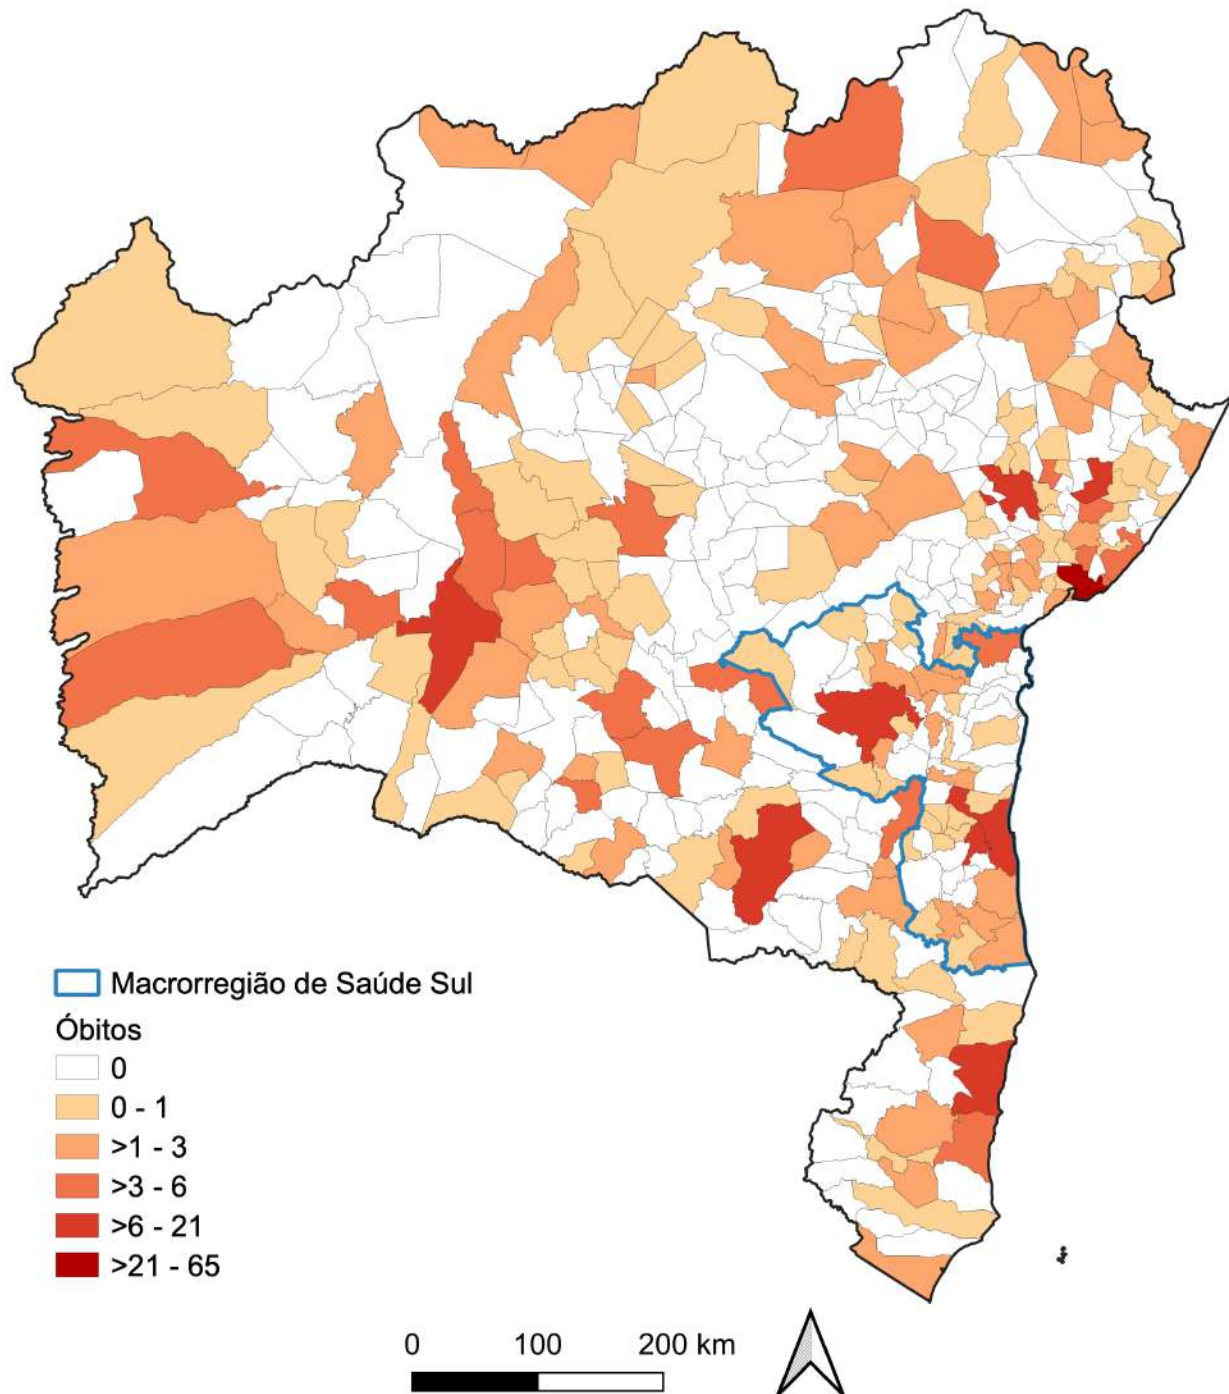 Macrorregião de Saúde Sul
Óbitos
0
0 - 1
>1 - 3
>3 - 6
>6 - 21
>21 - 65
0 100 200 km